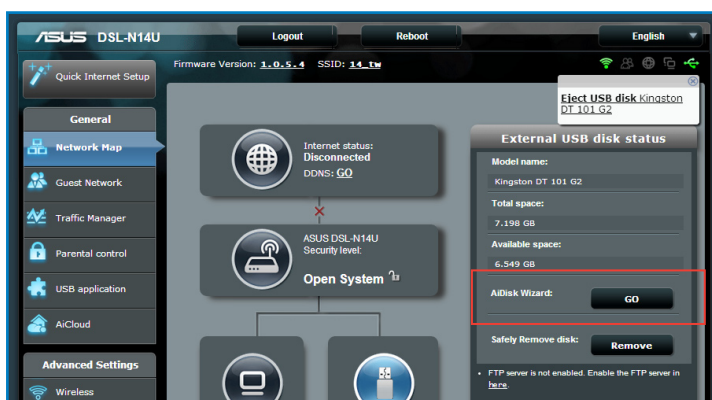 ASUS DSL-N14U
Logout
Reboot
English
Quick Internet Setup
Firmware Version: 1.0.5.4 SSID: 14_tw
Eject USB disk Kingston
DT 101 G2
General
Network Map
Guest Network
Traffic Manager
Parental control
USB application
AiCloud
Advanced Settings
Wireless
Internet status:
Disconnected
DDNS: GO
ASUS DSL-N14U
Security level:
Open System
External USB disk status
Model name:
Kingston DT 101 G2
Total space:
7.198 GB
Available space:
6.549 GB
AiDisk Wizard:
GO
Safely Remove disk:
Remove
FTP server is not enabled. Enable the FTP server in
here.